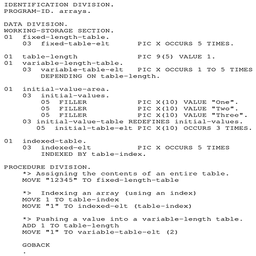 IDENTIFICATION DIVISION.
PROGRAM-ID. arrays.
DATA DIVISION.
WORKING-STORAGE SECTION.
01 fixed-length-table.
03 fixed-table-elt PIC X OCCURS 5 TIMES.
01 table-length PIC 9(5) VALUE 1.
01 variable-length-table.
03 variable-table-elt PIC X OCCURS 1 TO 5 TIMES
DEPENDING ON table-length.
01 initial-value-area.
03 initial-values.
05 FILLER PIC X(10) VALUE "One".
05 FILLER PIC X(10) VALUE "Two".
05 FILLER PIC X(10) VALUE "Three".
03 initial-value-table REDEFINES initial-values.
05 initial-table-elt PIC X(10) OCCURS 3 TIMES.
01 indexed-table.
03 indexed-elt PIC X OCCURS 5 TIMES
INDEXED BY table-index.
PROCEDURE DIVISION.
*> Assigning the contents of an entire table.
MOVE "12345" TO fixed-length-table
*> Indexing an array (using an index)
MOVE 1 TO table-index
MOVE "1" TO indexed-elt (table-index)
*> Pushing a value into a variable-length table.
ADD 1 TO table-length
MOVE "1" TO variable-table-elt (2)
GOBACK
.